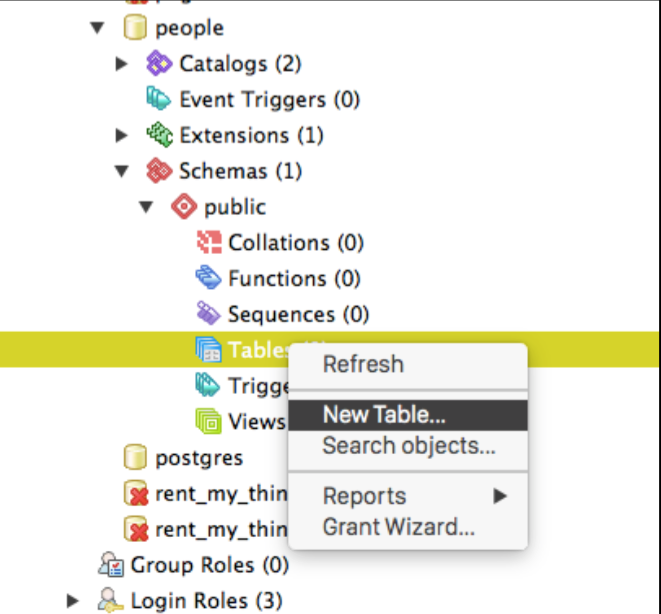 people
Catalogs (2)
Event Triggers (0)
Extensions (1)
Schemas (1)
public
Collations (0)
Functions (0)
Sequences (0)
Tables
Refresh
Trigge
New Table...
Views
Search objects...
postgres
rent_my_thin
Reports
rent_my_thin
Grant Wizard...
Group Roles (0)
Login Roles (3)